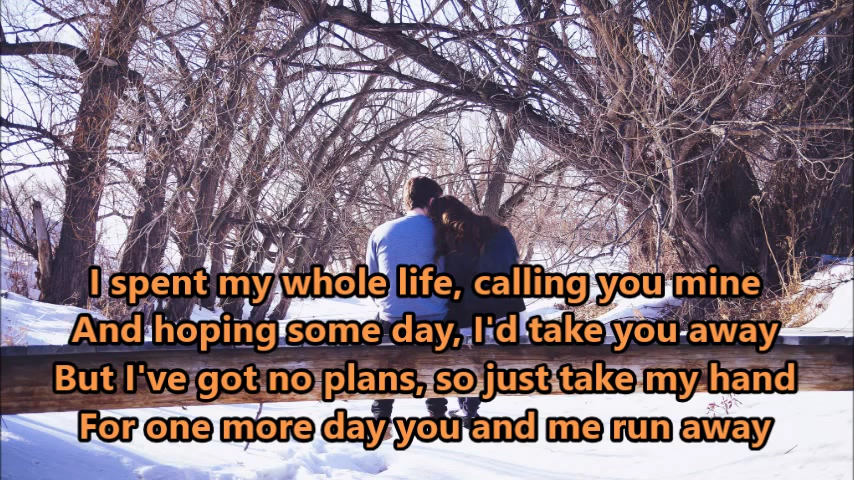 I spent my whole life, calling you mine
And hoping some day, I'd take you away
But I've got no plans, so just take my hand
For one more day you and me run away